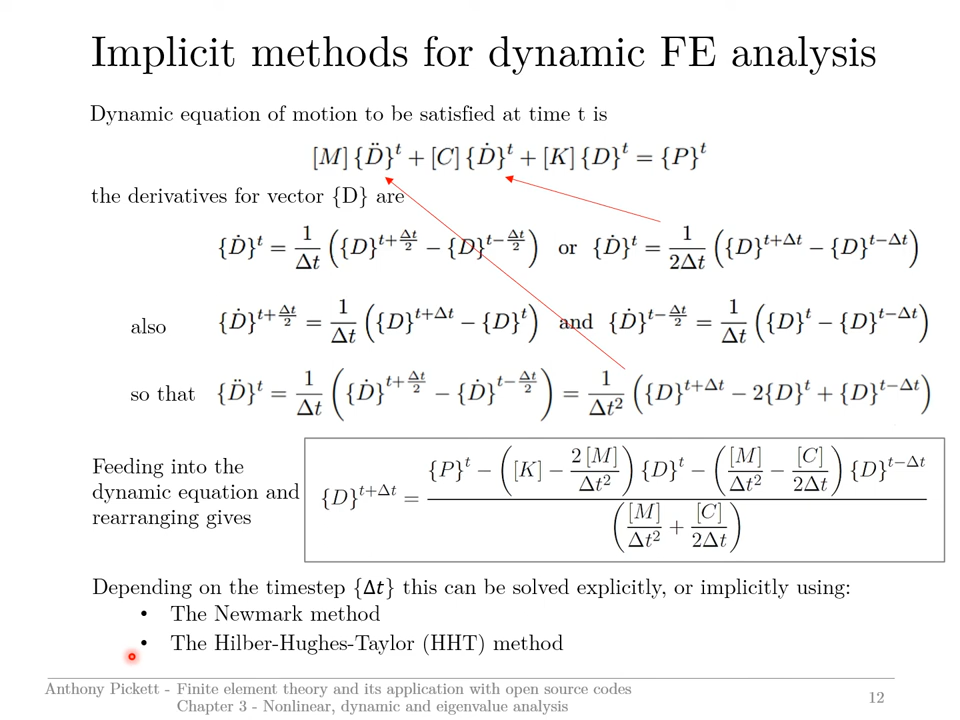 Implicit methods for dynamic FE analysis
Dynamic equation of motion to be satisfied at time t is
[M]{D̈}^t + [C]{Ḋ}^t + [K]{D}^t = {P}^t
the derivatives for vector {D} are
{Ḋ}^t = 1/Δt ({D}^{t+Δt/2} − {D}^{t−Δt/2}) or {Ḋ}^t = 1/2Δt ({D}^{t+Δt} − {D}^{t−Δt})
also {Ḋ}^{t+Δt/2} = 1/Δt ({D}^{t+Δt} − {D}^t) and {Ḋ}^{t−Δt/2} = 1/Δt ({D}^t − {D}^{t−Δt})
so that {D̈}^t = 1/Δt ({Ḋ}^{t+Δt/2} − {Ḋ}^{t−Δt/2}) = 1/Δt² ({D}^{t+Δt} − 2{D}^t + {D}^{t−Δt})
Feeding into the
dynamic equation and
rearranging gives
{D}^{t+Δt} = ({P}^t − ([K] − 2[M]/Δt²){D}^t − ([M]/Δt² − [C]/2Δt){D}^{t−Δt}) / ([M]/Δt² + [C]/2Δt)
Depending on the timestep {Δt} this can be solved explicitly, or implicitly using:
• The Newmark method
• The Hilber-Hughes-Taylor (HHT) method
Anthony Pickett - Finite element theory and its application with open source codes
Chapter 3 - Nonlinear, dynamic and eigenvalue analysis
12